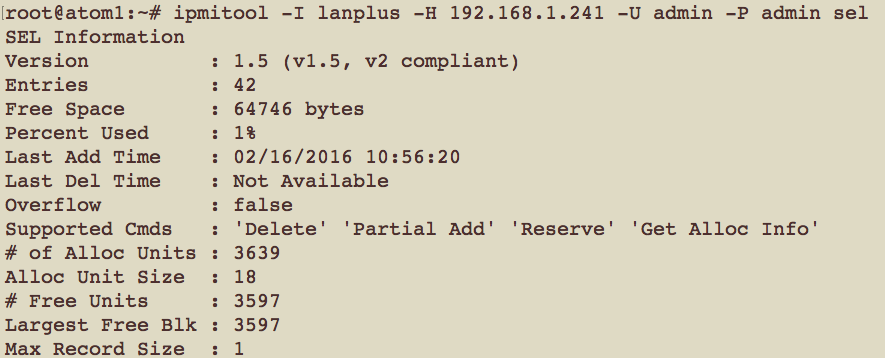 root@atom1:~# ipmitool -I lanplus -H 192.168.1.241 -U admin -P admin sel
SEL Information
Version          : 1.5 (v1.5, v2 compliant)
Entries          : 42
Free Space       : 64746 bytes
Percent Used     : 1%
Last Add Time    : 02/16/2016 10:56:20
Last Del Time    : Not Available
Overflow         : false
Supported Cmds   : 'Delete' 'Partial Add' 'Reserve' 'Get Alloc Info'
# of Alloc Units : 3639
Alloc Unit Size  : 18
# Free Units     : 3597
Largest Free Blk : 3597
Max Record Size  : 1